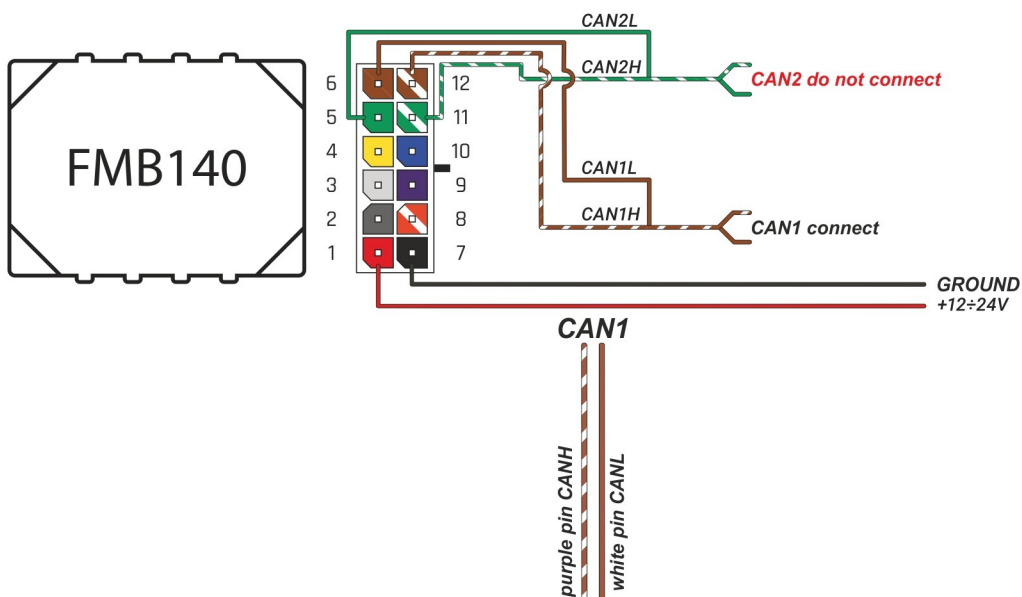 CAN2L
CAN2H
CAN2 do not connect
FMB140
6 12
5 11
4 10
3 9
2 8
1 7
CAN1L
CAN1H
CAN1 connect
GROUND
+12÷24V
CAN1
purple pin CANH
white pin CANL